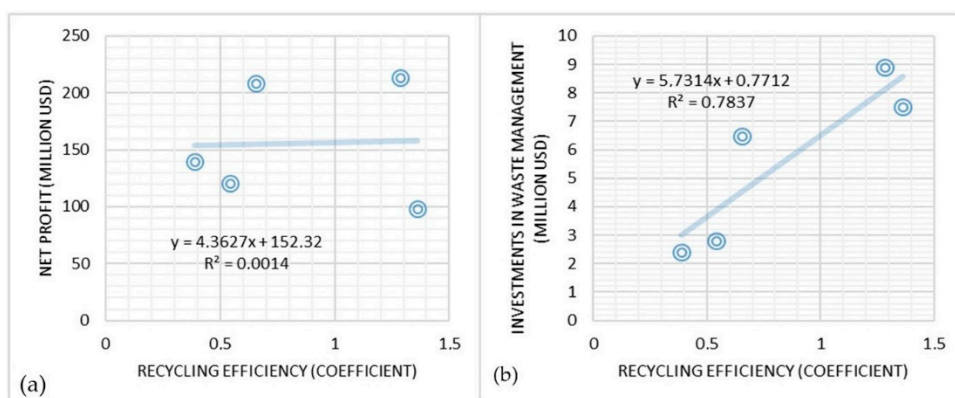 250
200
150
100
50
0
NET PROFIT (MILLION USD)
y = 4.3627x + 152.32
R² = 0.0014
0 0.5 1 1.5
RECYCLING EFFICIENCY (COEFFICIENT)
(a)
10
9
8
7
6
5
4
3
2
1
0
INVESTMENTS IN WASTE MANAGEMENT
(MILLION USD)
y = 5.7314x + 0.7712
R² = 0.7837
0 0.5 1 1.5
RECYCLING EFFICIENCY (COEFFICIENT)
(b)